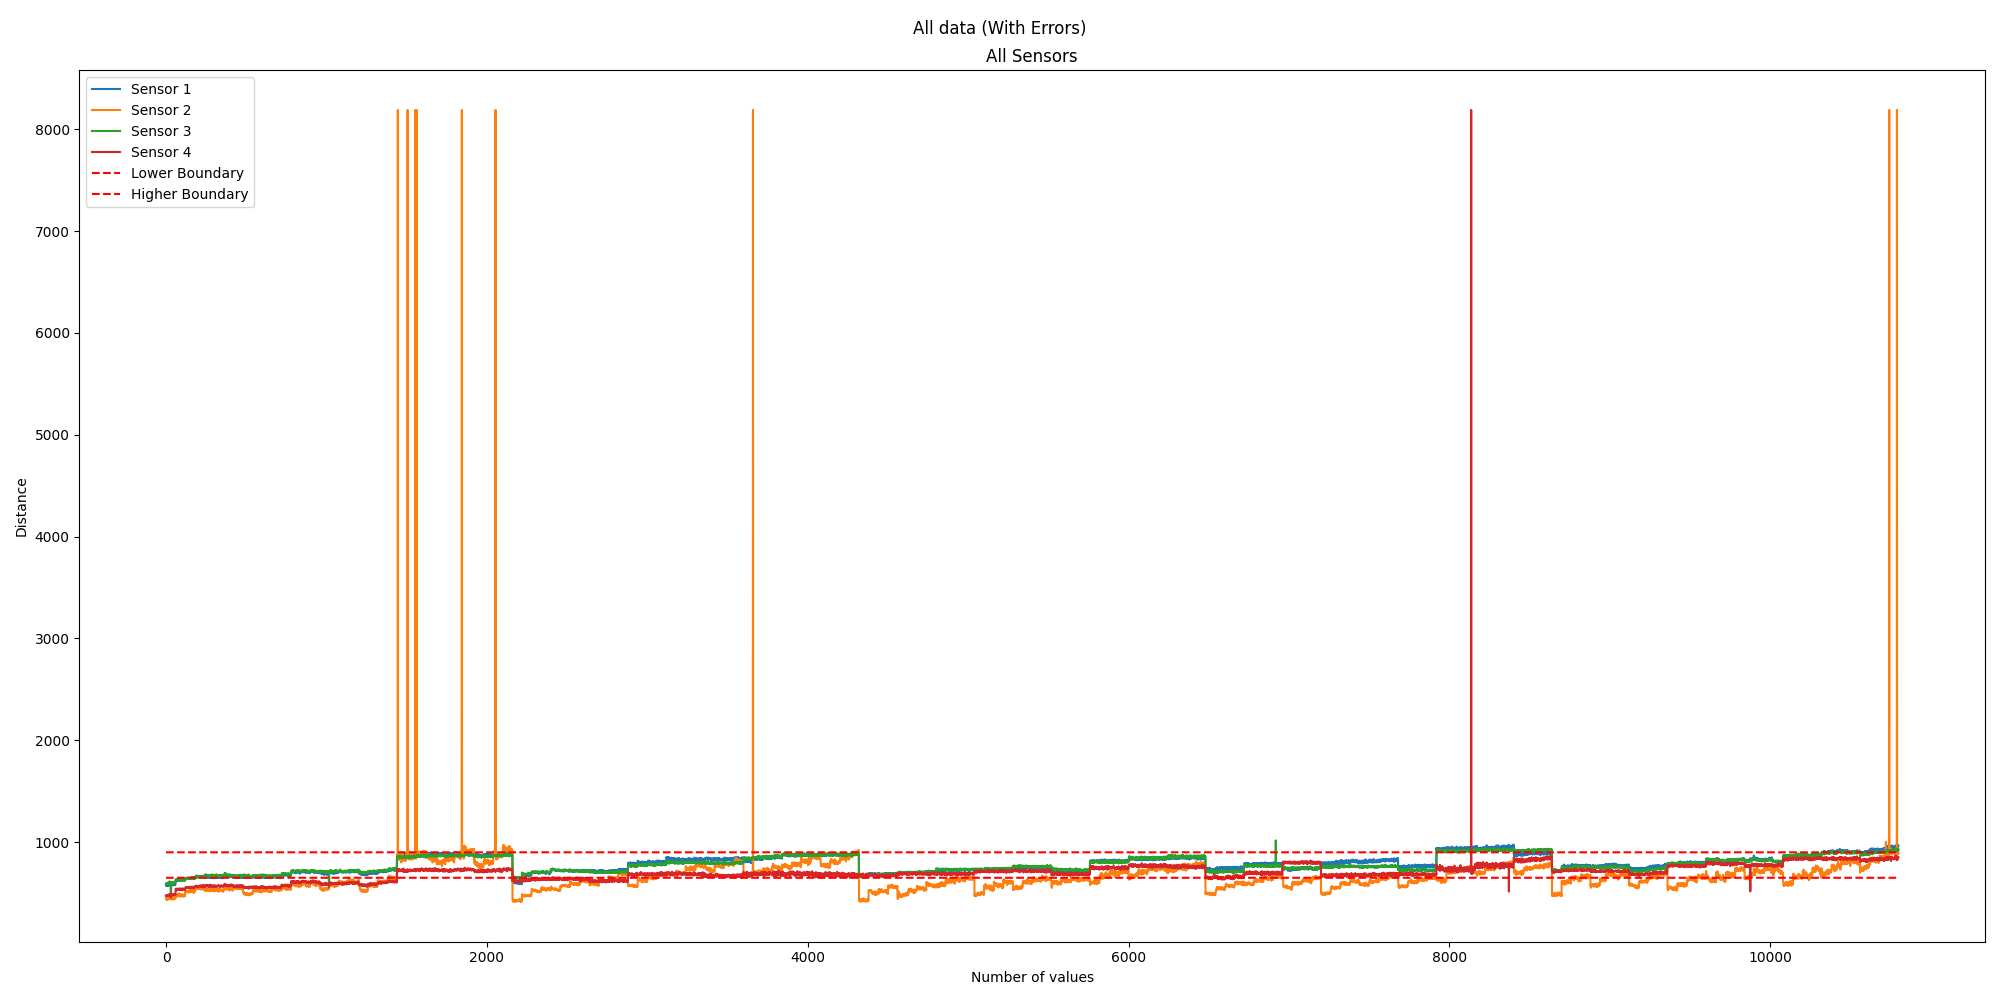 All data (With Errors)
All Sensors
Sensor 1
Sensor 2
Sensor 3
Sensor 4
Lower Boundary
Higher Boundary
8000
7000
6000
5000
4000
3000
2000
1000
Distance
0
2000
4000
6000
8000
10000
Number of values